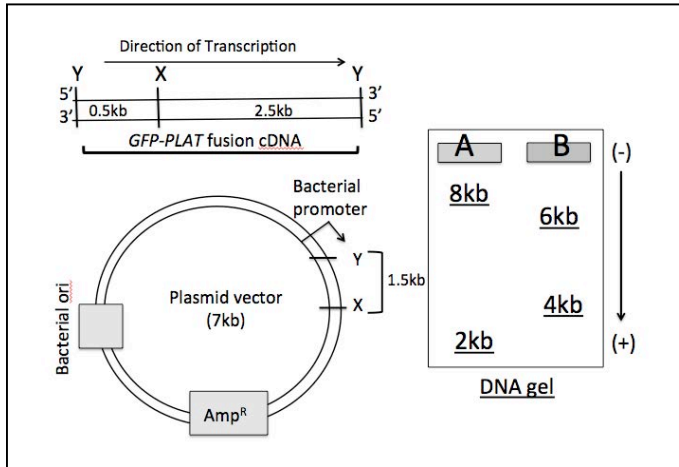 Direction of Transcription
Y X Y
5’ 3’
0.5kb 2.5kb
3’ 5’
GFP-PLAT fusion cDNA
Bacterial
promoter
Y
1.5kb
X
Plasmid vector
(7kb)
Bacterial ori
AmpR
A B (-)
8kb
6kb
4kb
2kb (+)
DNA gel